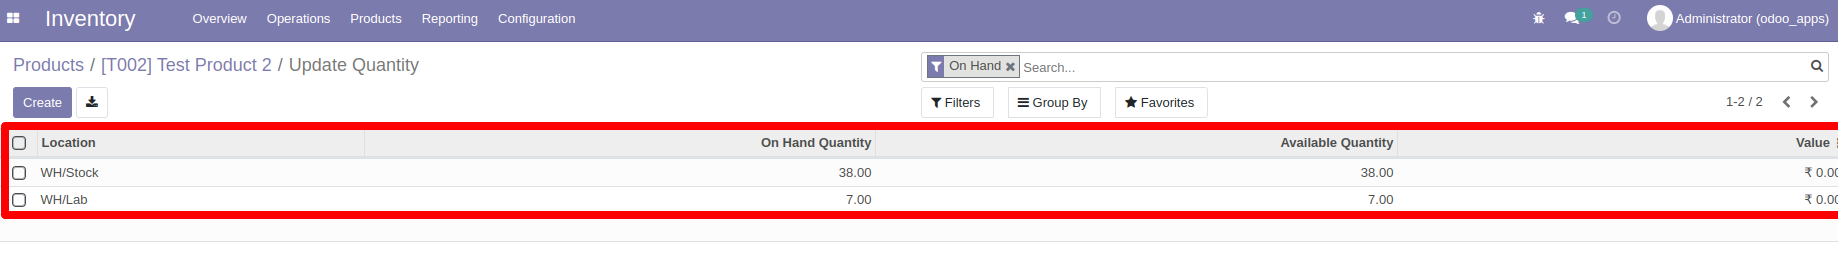 Inventory Overview Operations Products Reporting Configuration 1 Administrator (odoo_apps)
Products / [T002] Test Product 2 / Update Quantity
On Hand Search...
Create Filters Group By Favorites 1-2 / 2
Location On Hand Quantity Available Quantity Value
WH/Stock 38.00 38.00 ₹ 0.00
WH/Lab 7.00 7.00 ₹ 0.00